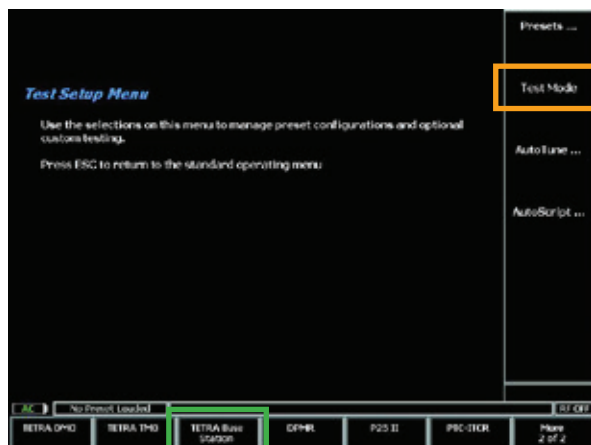 Presets ...
Test Setup Menu
Test Mode
Use the selections on this menu to manage preset configurations and optional
custom testing.
AutoTune ...
Press ESC to return to the standard operating menu
AutoScript ...
AC
No Preset Loaded
RF OFF
TETRA DMO
TETRA TMO
TETRA Base
Station
DPMR
P25 II
PTC-ITCR
More
2 of 2